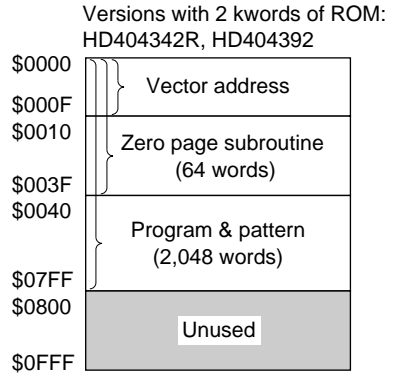 Versions with 2 kwords of ROM:
HD404342R, HD404392
$0000
Vector address
$000F
$0010
Zero page subroutine
(64 words)
$003F
$0040
Program & pattern
(2,048 words)
$07FF
$0800
Unused
$0FFF